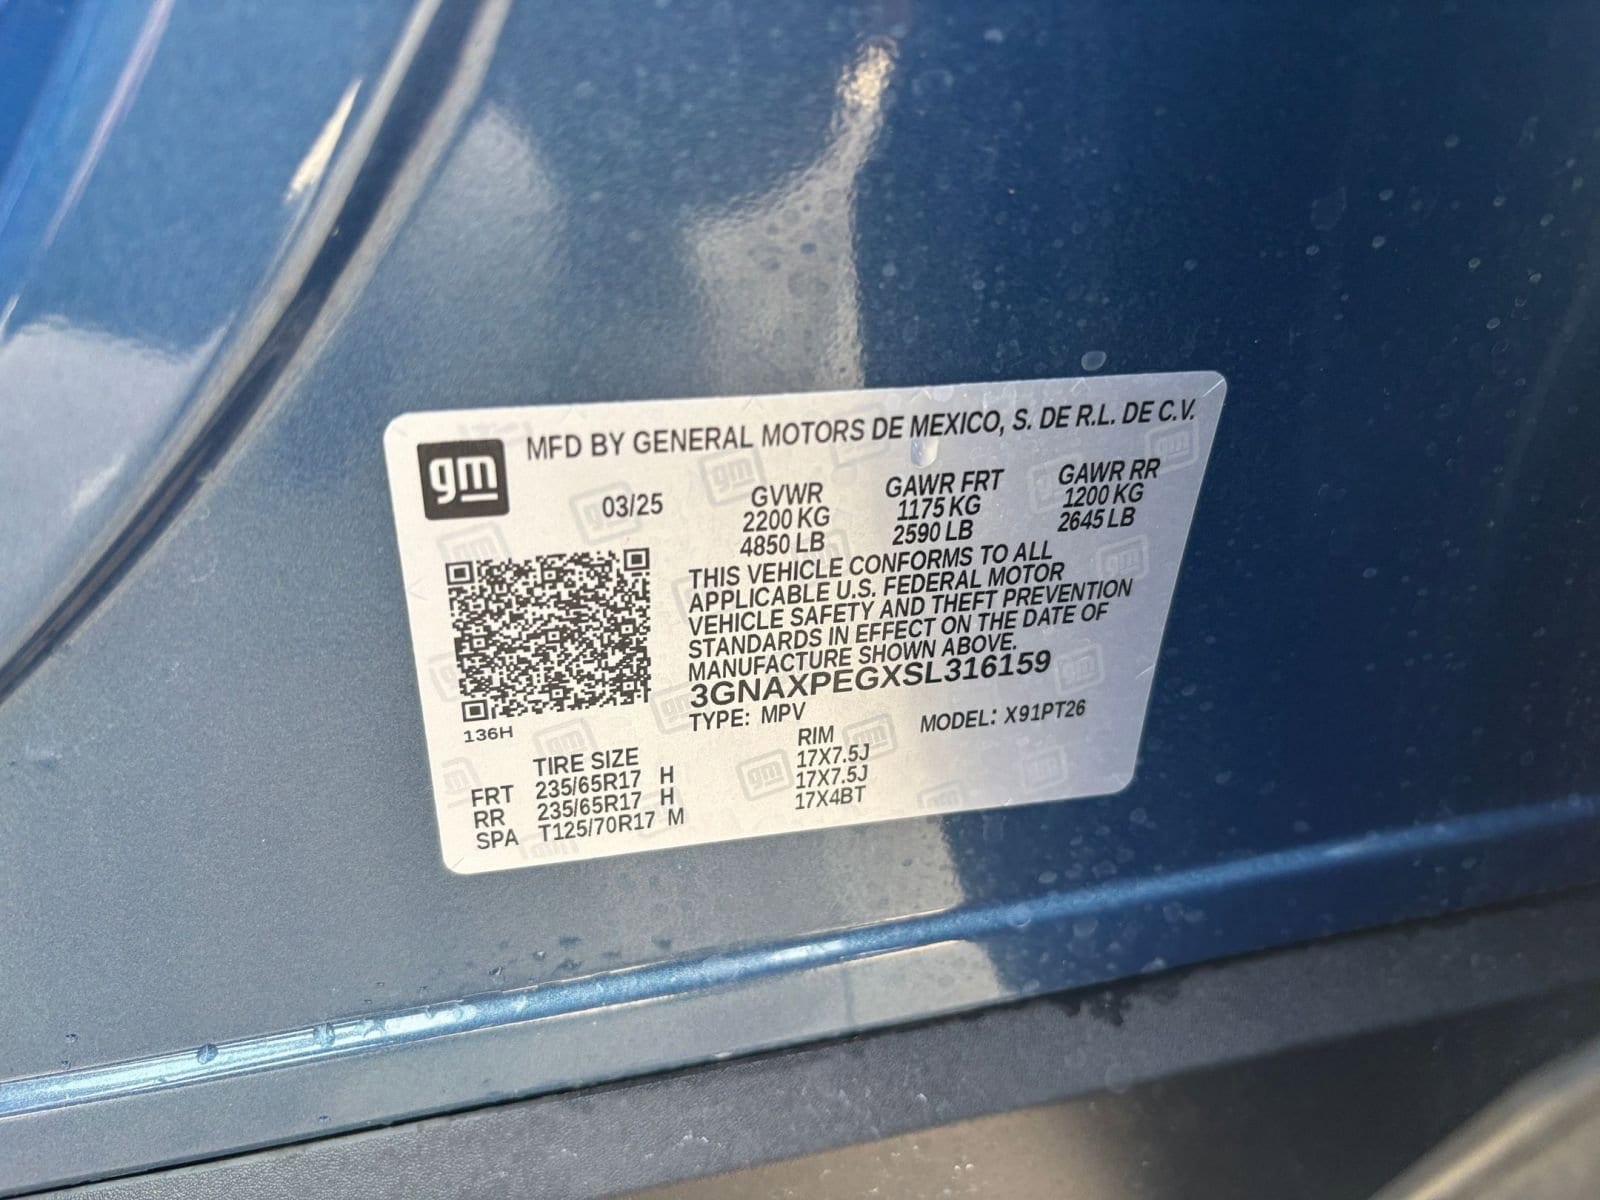 gm
MFD BY GENERAL MOTORS DE MEXICO, S. DE R.L. DE C.V.
03/25 GVWR GAWR FRT GAWR RR
2200 KG 1175 KG 1200 KG
4850 LB 2590 LB 2645 LB
THIS VEHICLE CONFORMS TO ALL
APPLICABLE U.S. FEDERAL MOTOR
VEHICLE SAFETY AND THEFT PREVENTION
STANDARDS IN EFFECT ON THE DATE OF
MANUFACTURE SHOWN ABOVE.
3GNAXPEGXSL316159
TYPE: MPV MODEL: X91PT26
136H
TIRE SIZE RIM
FRT 235/65R17 H 17X7.5J
RR 235/65R17 H 17X7.5J
SPA T125/70R17 M 17X4BT